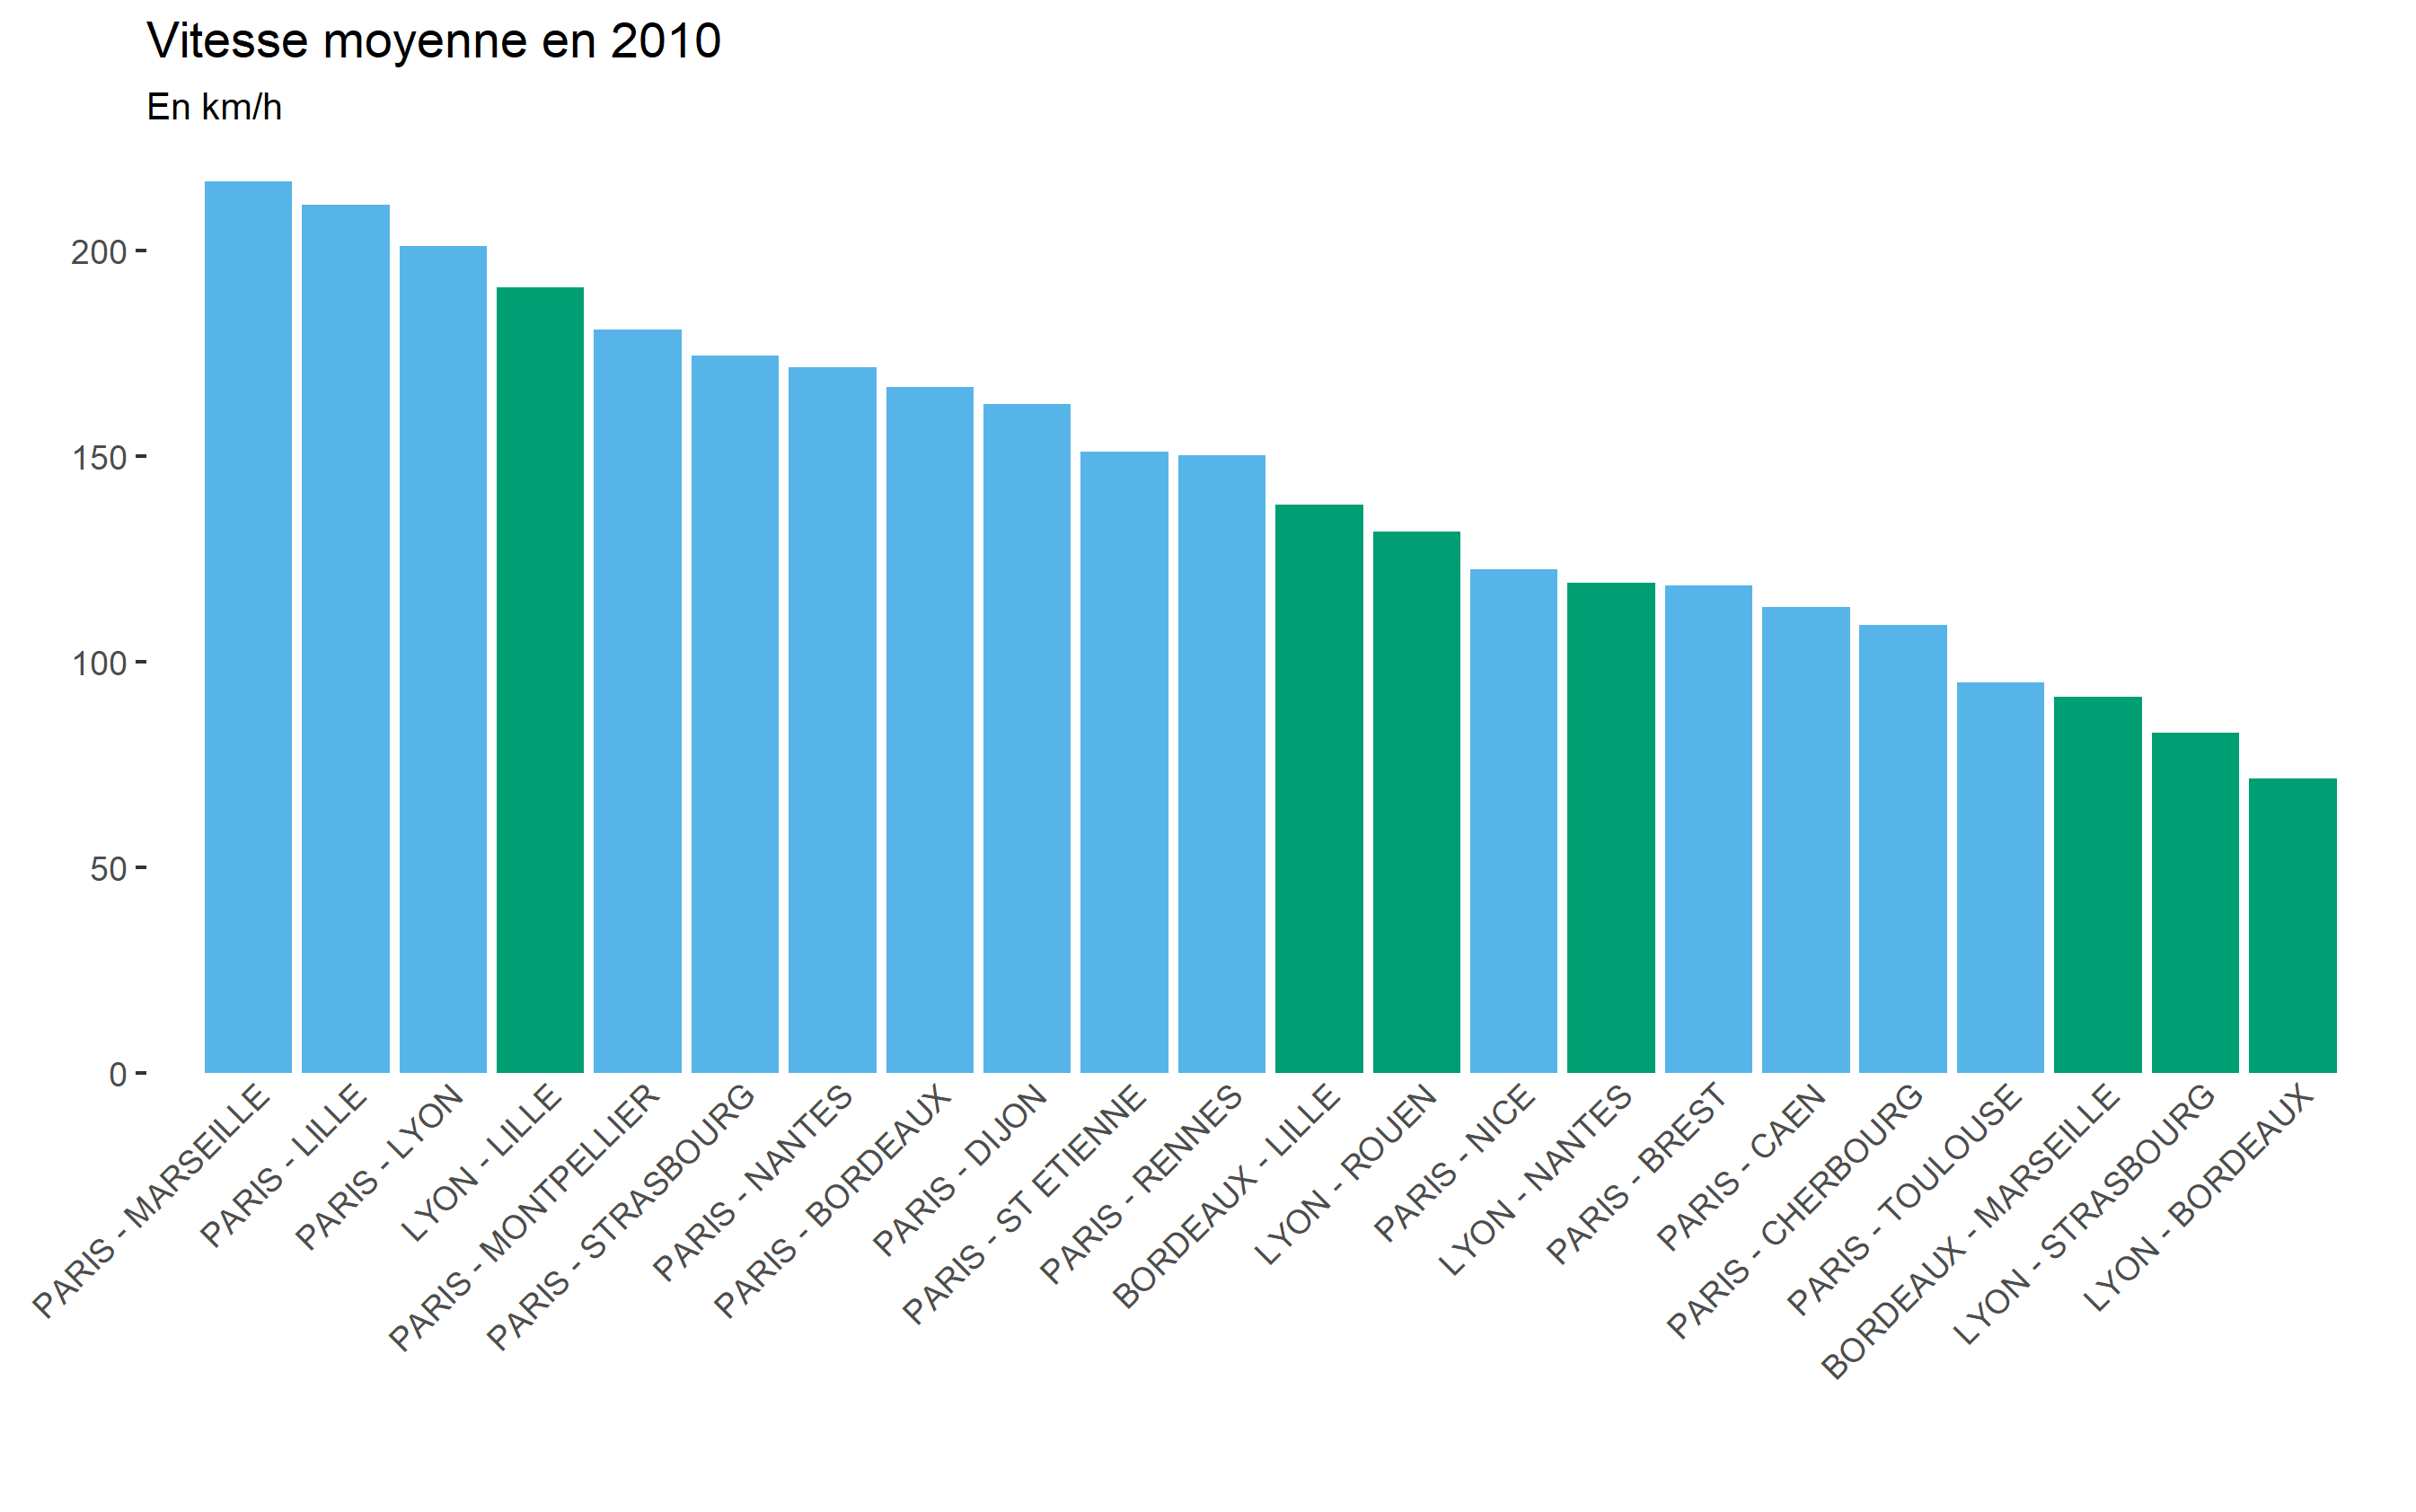 Vitesse moyenne en 2010
En km/h
200
150
100
50
0
PARIS - MARSEILLE
PARIS - LILLE
PARIS - LYON
LYON - LILLE
PARIS - MONTPELLIER
PARIS - STRASBOURG
PARIS - NANTES
PARIS - BORDEAUX
PARIS - DIJON
PARIS - ST ETIENNE
PARIS - RENNES
BORDEAUX - LILLE
LYON - ROUEN
PARIS - NICE
LYON - NANTES
PARIS - BREST
PARIS - CAEN
PARIS - CHERBOURG
PARIS - TOULOUSE
BORDEAUX - MARSEILLE
LYON - STRASBOURG
LYON - BORDEAUX